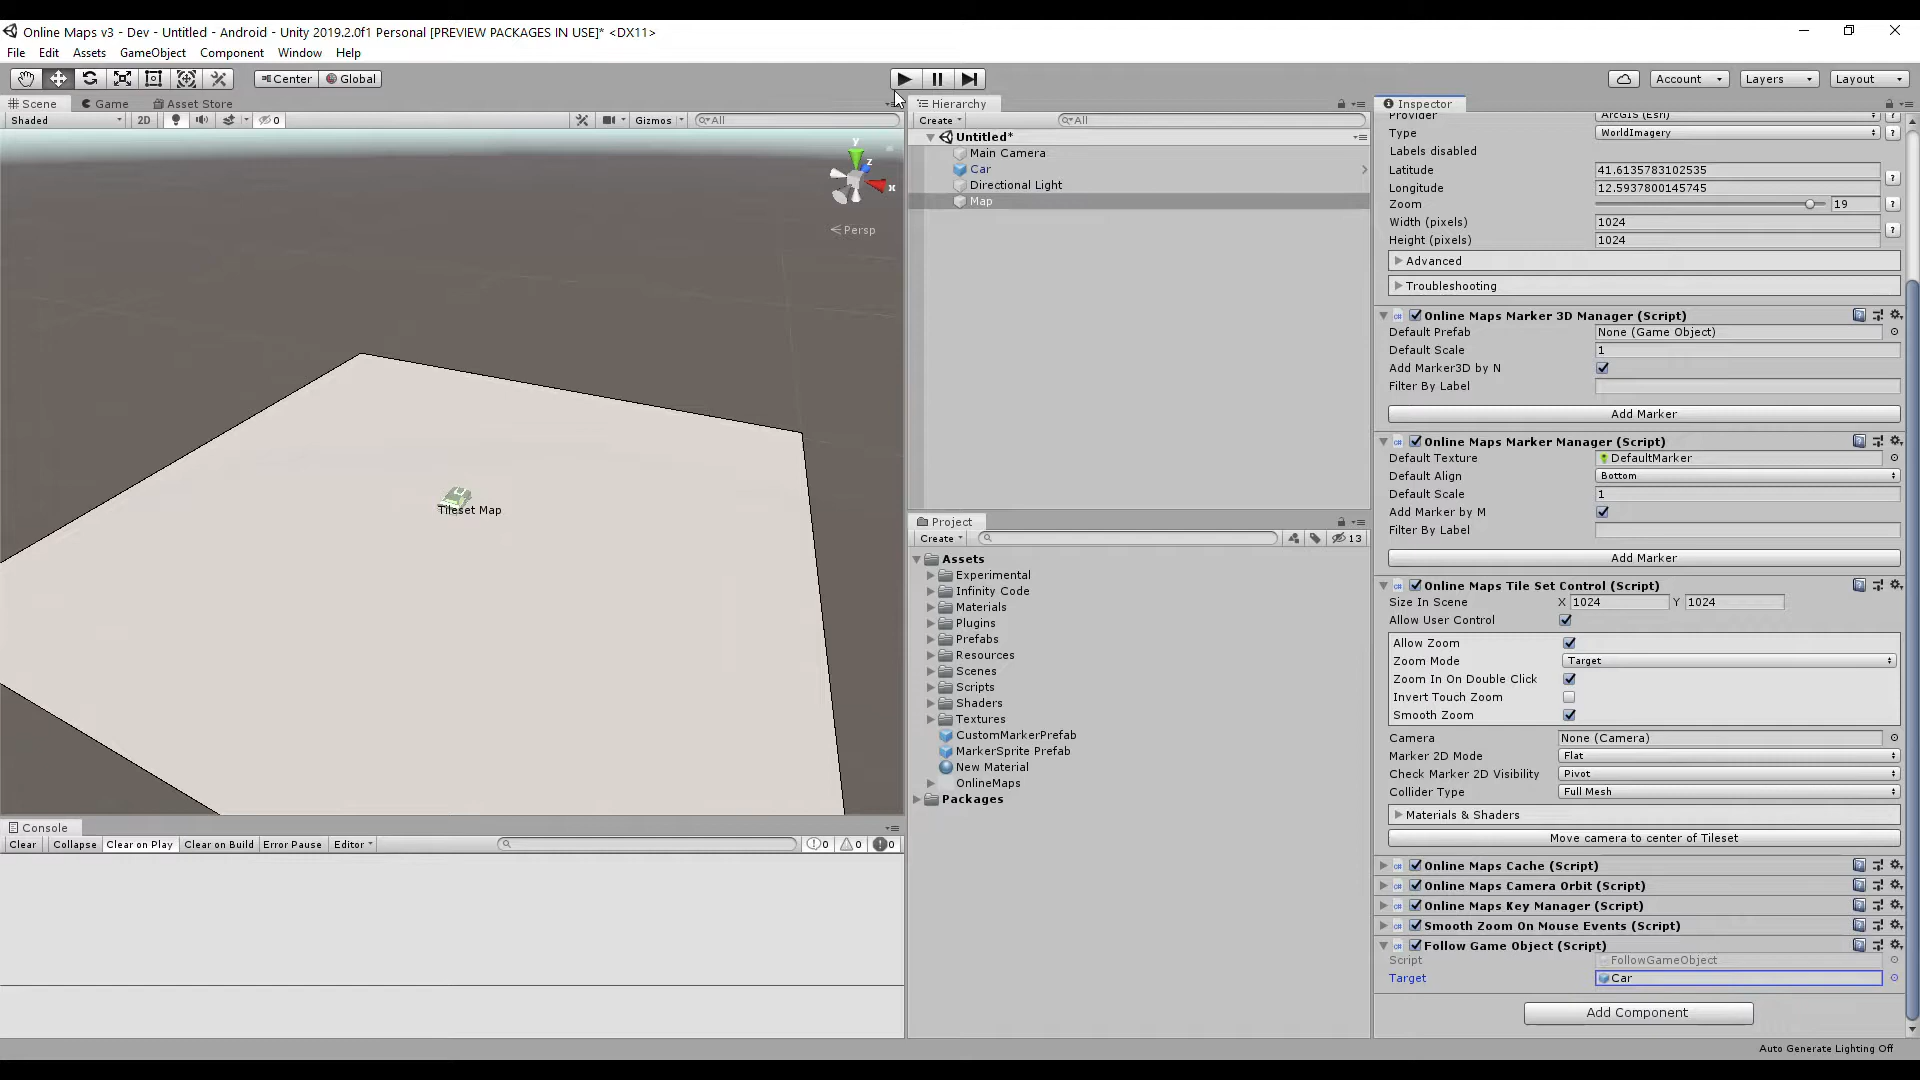 Online Maps v3 - Dev - Untitled - Android - Unity 2019.2.0f1 Personal [PREVIEW PACKAGES IN USE]* <DX11>
File Edit Assets GameObject Component Window Help
Center Global Account Layers Layout
Scene Game Asset Store
Shaded 2D 0 Gizmos All
y
z
x
Persp
Tileset Map
Console
Clear Collapse Clear on Play Clear on Build Error Pause Editor 0 0 0
Hierarchy
Create All
Untitled*
Main Camera
Car
Directional Light
Map
Project
Create 13
Assets
Experimental
Infinity Code
Materials
Plugins
Prefabs
Resources
Scenes
Scripts
Shaders
Textures
CustomMarkerPrefab
MarkerSprite Prefab
New Material
OnlineMaps
Packages
Inspector
Provider ArcGIS (Esri)
Type WorldImagery
Labels disabled
Latitude 41.6135783102535
Longitude 12.5937800145745
Zoom 19
Width (pixels) 1024
Height (pixels) 1024
Advanced
Troubleshooting
Online Maps Marker 3D Manager (Script)
Default Prefab None (Game Object)
Default Scale 1
Add Marker3D by N
Filter By Label
Add Marker
Online Maps Marker Manager (Script)
Default Texture DefaultMarker
Default Align Bottom
Default Scale 1
Add Marker by M
Filter By Label
Add Marker
Online Maps Tile Set Control (Script)
Size In Scene X 1024 Y 1024
Allow User Control
Allow Zoom
Zoom Mode Target
Zoom In On Double Click
Invert Touch Zoom
Smooth Zoom
Camera None (Camera)
Marker 2D Mode Flat
Check Marker 2D Visibility Pivot
Collider Type Full Mesh
Materials & Shaders
Move camera to center of Tileset
Online Maps Cache (Script)
Online Maps Camera Orbit (Script)
Online Maps Key Manager (Script)
Smooth Zoom On Mouse Events (Script)
Follow Game Object (Script)
Script FollowGameObject
Target Car
Add Component
Auto Generate Lighting Off